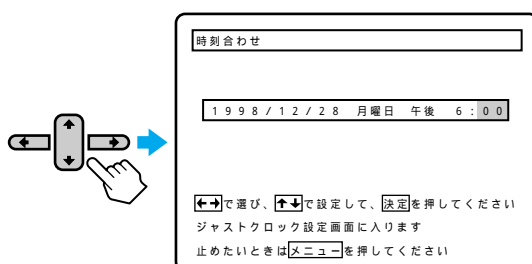 時刻合わせ
1998/12/28 月曜日 午後 6:00
←→で選び、↑↓で設定して、決定を押してください
ジャストクロック設定画面に入ります
止めたいときはメニューを押してください